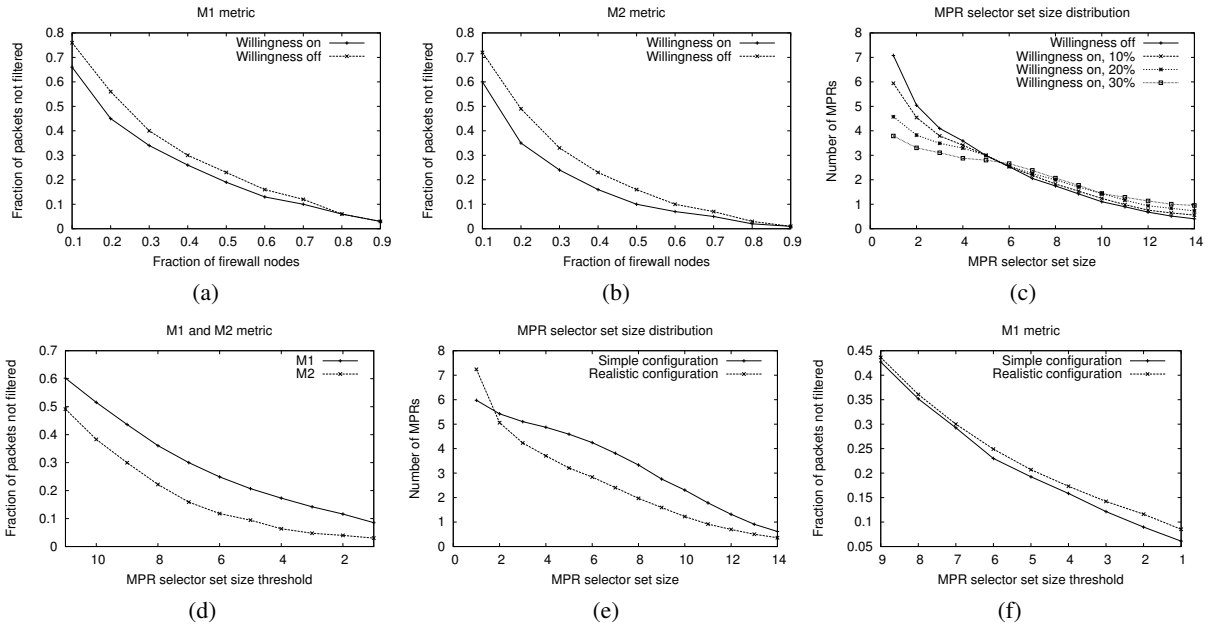 M1 metric
Fraction of packets not filtered
0.8
0.7
0.6
0.5
0.4
0.3
0.2
0.1
0
Willingness on
Willingness off
0.1 0.2 0.3 0.4 0.5 0.6 0.7 0.8 0.9
Fraction of firewall nodes
(a)
M2 metric
Fraction of packets not filtered
0.8
0.7
0.6
0.5
0.4
0.3
0.2
0.1
0
Willingness on
Willingness off
0.1 0.2 0.3 0.4 0.5 0.6 0.7 0.8 0.9
Fraction of firewall nodes
(b)
MPR selector set size distribution
Number of MPRs
8
7
6
5
4
3
2
1
0
Willingness off
Willingness on, 10%
Willingness on, 20%
Willingness on, 30%
0 2 4 6 8 10 12 14
MPR selector set size
(c)
M1 and M2 metric
Fraction of packets not filtered
0.7
0.6
0.5
0.4
0.3
0.2
0.1
0
M1
M2
10 8 6 4 2
MPR selector set size threshold
(d)
MPR selector set size distribution
Number of MPRs
8
7
6
5
4
3
2
1
0
Simple configuration
Realistic configuration
0 2 4 6 8 10 12 14
MPR selector set size
(e)
M1 metric
Fraction of packets not filtered
0.45
0.4
0.35
0.3
0.25
0.2
0.15
0.1
0.05
Simple configuration
Realistic configuration
9 8 7 6 5 4 3 2 1
MPR selector set size threshold
(f)